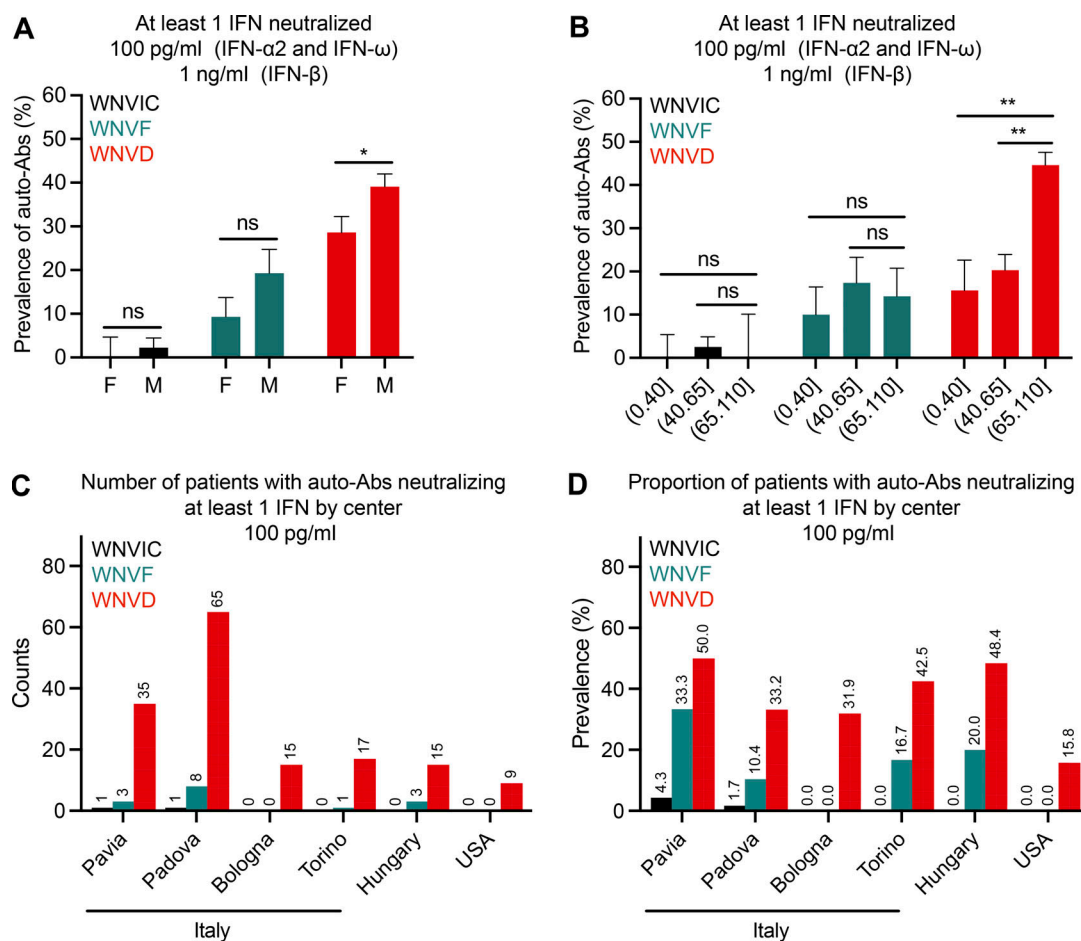 A
At least 1 IFN neutralized
100 pg/ml (IFN-α2 and IFN-ω)
1 ng/ml (IFN-β)
Prevalence of auto-Abs (%)
60
50
40
30
20
10
0
WNVIC
WNVF
WNVD
ns
ns
*
F
M
F
M
F
M
B
At least 1 IFN neutralized
100 pg/ml (IFN-α2 and IFN-ω)
1 ng/ml (IFN-β)
Prevalence of auto-Abs (%)
60
50
40
30
20
10
0
WNVIC
WNVF
WNVD
ns
ns
ns
ns
**
**
(0.40]
(40.65]
(65.110]
(0.40]
(40.65]
(65.110]
(0.40]
(40.65]
(65.110]
C
Number of patients with auto-Abs neutralizing
at least 1 IFN by center
100 pg/ml
Counts
80
60
40
20
0
WNVIC
WNVF
WNVD
1
3
35
1
8
65
0
0
15
0
1
17
0
3
15
0
0
9
Pavia
Padova
Bologna
Torino
Hungary
USA
Italy
D
Proportion of patients with auto-Abs neutralizing
at least 1 IFN by center
100 pg/ml
Prevalence (%)
80
60
40
20
0
WNVIC
WNVF
WNVD
4.3
33.3
50.0
1.7
10.4
33.2
0.0
0.0
31.9
0.0
16.7
42.5
0.0
20.0
48.4
0.0
0.0
15.8
Pavia
Padova
Bologna
Torino
Hungary
USA
Italy